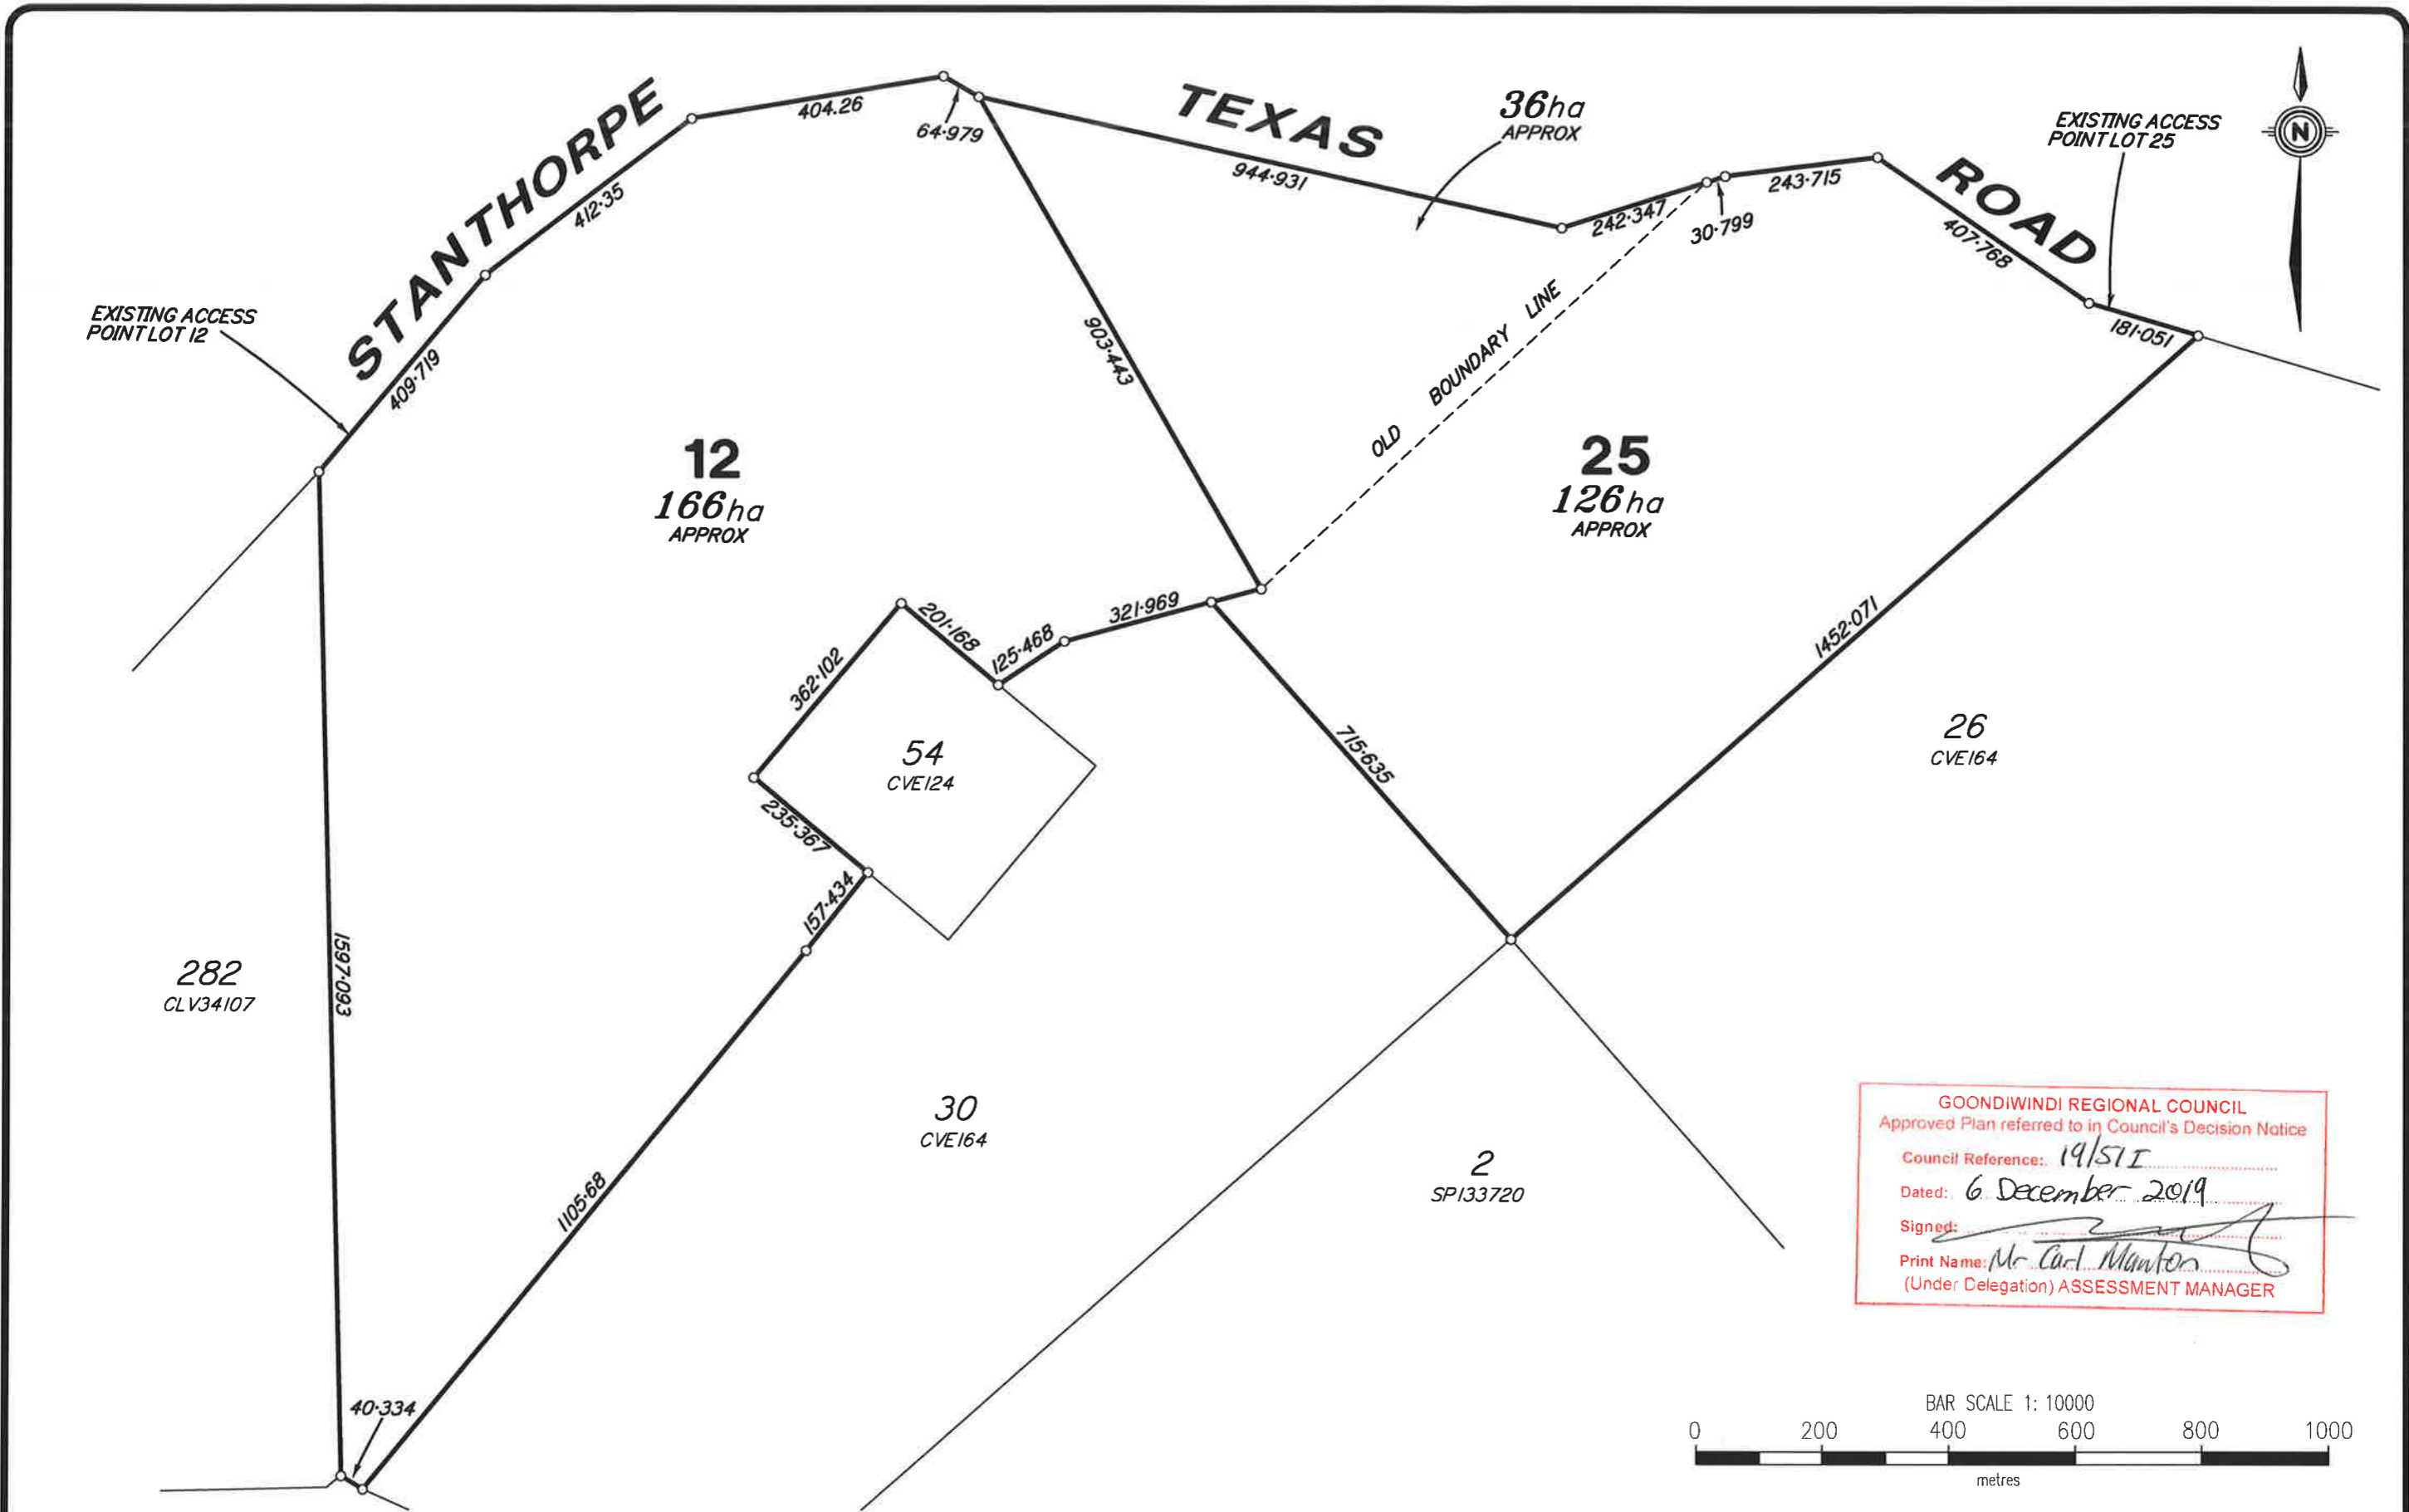 STANTHORPE
TEXAS
ROAD
404·26
64·979
36ha
APPROX
944·931
EXISTING ACCESS
POINT LOT 25
N
412·35
242·347
30·799
243·715
407·768
181·051
EXISTING ACCESS
POINT LOT 12
409·719
903·443
OLD BOUNDARY LINE
12
166ha
APPROX
25
126ha
APPROX
201·168
125·468
321·969
362·102
1452·071
54
CVE124
715·635
26
CVE164
235·367
157·434
282
CLV34107
1597·093
30
CVE164
2
SP133720
1105·68
40·334
GOONDIWINDI REGIONAL COUNCIL
Approved Plan referred to in Council's Decision Notice
Council Reference: 19/51I
Dated: 6 December 2019
Signed:
Print Name: Mr Carl Manton
(Under Delegation) ASSESSMENT MANAGER
BAR SCALE 1: 10000
0 200 400 600 800 1000
metres